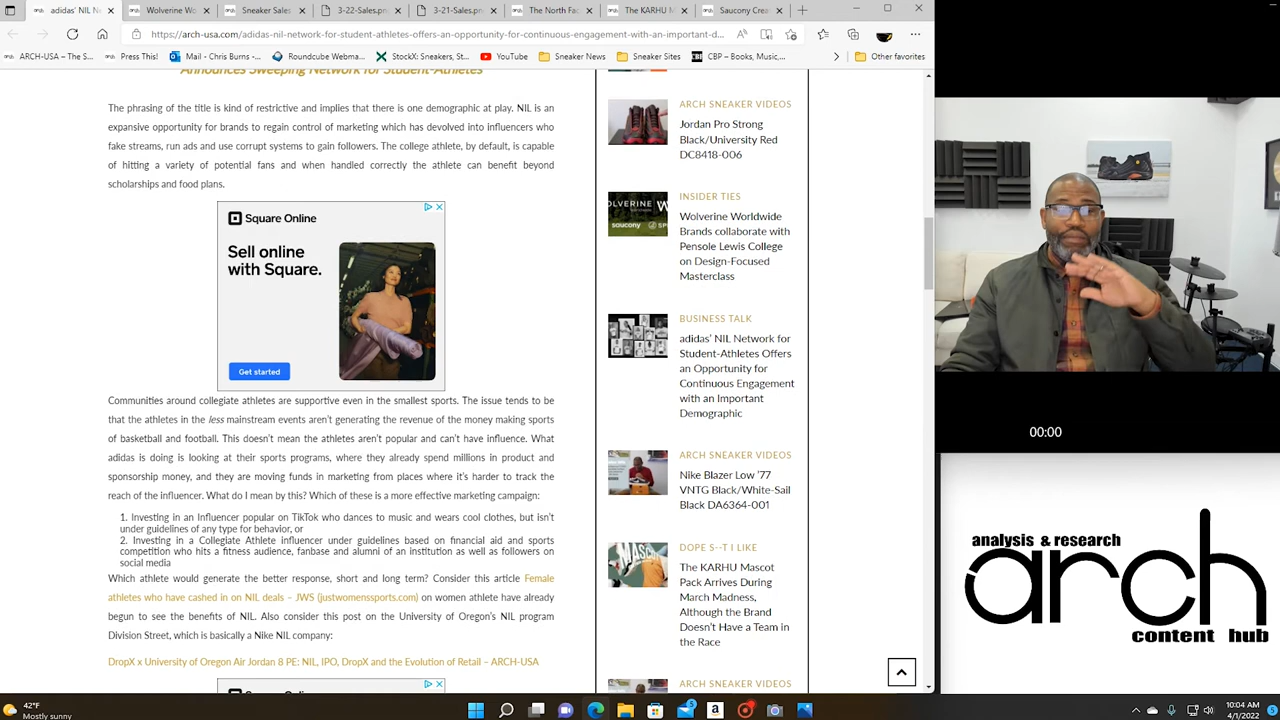 adidas' NIL N
Wolverine Wo
Sneaker Sales
3-22-Sales.pn
3-21-Sales.pn
The North Fac
The KARHU M
Saucony Crea
https://arch-usa.com/adidas-nil-network-for-student-athletes-offers-an-opportunity-for-continuous-engagement-with-an-important-d...
ARCH-USA – The S...
Press This!
Mail - Chris Burns -...
Roundcube Webma...
StockX: Sneakers, St...
YouTube
Sneaker News
Sneaker Sites
CBP – Books, Music,...
Other favorites
Announces Sweeping Network for Student-Athletes
The phrasing of the title is kind of restrictive and implies that there is one demographic at play. NIL is an
expansive opportunity for brands to regain control of marketing which has devolved into influencers who
fake streams, run ads and use corrupt systems to gain followers. The college athlete, by default, is capable
of hitting a variety of potential fans and when handled correctly the athlete can benefit beyond
scholarships and food plans.
Square Online
Sell online
with Square.
Get started
Communities around collegiate athletes are supportive even in the smallest sports. The issue tends to be
that the athletes in the less mainstream events aren't generating the revenue of the money making sports
of basketball and football. This doesn't mean the athletes aren't popular and can't have influence. What
adidas is doing is looking at their sports programs, where they already spend millions in product and
sponsorship money, and they are moving funds in marketing from places where it's harder to track the
reach of the influencer. What do I mean by this? Which of these is a more effective marketing campaign:
1. Investing in an Influencer popular on TikTok who dances to music and wears cool clothes, but isn't
under guidelines of any type for behavior, or
2. Investing in a Collegiate Athlete influencer under guidelines based on financial aid and sports
competition who hits a fitness audience, fanbase and alumni of an institution as well as followers on
social media
Which athlete would generate the better response, short and long term? Consider this article Female
athletes who have cashed in on NIL deals – JWS (justwomenssports.com) on women athlete have already
begun to see the benefits of NIL. Also consider this post on the University of Oregon's NIL program
Division Street, which is basically a Nike NIL company:
DropX x University of Oregon Air Jordan 8 PE: NIL, IPO, DropX and the Evolution of Retail – ARCH-USA
ARCH SNEAKER VIDEOS
Jordan Pro Strong
Black/University Red
DC8418-006
OLVERINE
saucony
INSIDER TIES
Wolverine Worldwide
Brands collaborate with
Pensole Lewis College
on Design-Focused
Masterclass
BUSINESS TALK
adidas' NIL Network for
Student-Athletes Offers
an Opportunity for
Continuous Engagement
with an Important
Demographic
ARCH SNEAKER VIDEOS
Nike Blazer Low '77
VNTG Black/White-Sail
Black DA6364-001
MASCOT
DOPE S--T I LIKE
The KARHU Mascot
Pack Arrives During
March Madness,
Although the Brand
Doesn't Have a Team in
the Race
ARCH SNEAKER VIDEOS
00:00
analysis & research
arch
content hub
42°F
Mostly sunny
10:04 AM
4/1/2022